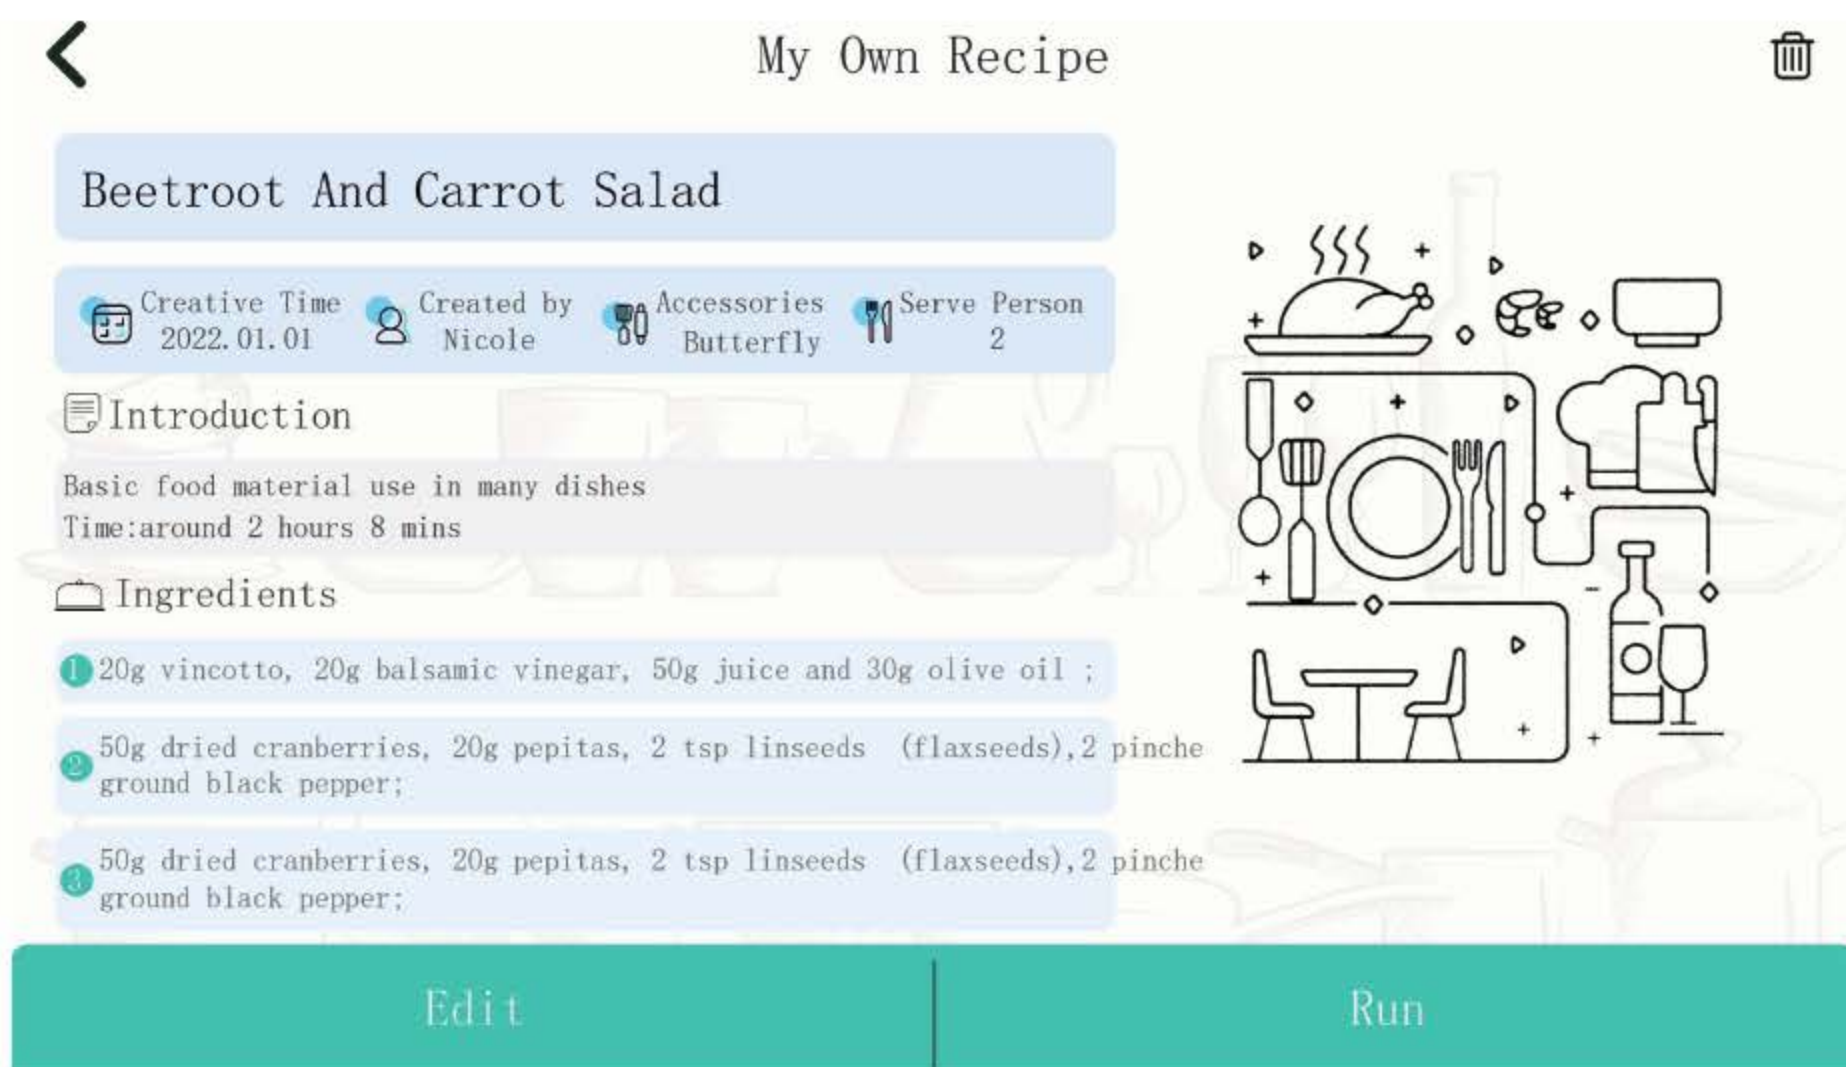 My Own Recipe
Beetroot And Carrot Salad
Creative Time
2022.01.01
Created by
Nicole
Accessories
Butterfly
Serve Person
2
Introduction
Basic food material use in many dishes
Time:around 2 hours 8 mins
Ingredients
1 20g vincotto, 20g balsamic vinegar, 50g juice and 30g olive oil ;
2 50g dried cranberries, 20g pepitas, 2 tsp linseeds (flaxseeds),2 pinche
ground black pepper;
3 50g dried cranberries, 20g pepitas, 2 tsp linseeds (flaxseeds),2 pinche
ground black pepper;
Edit
Run